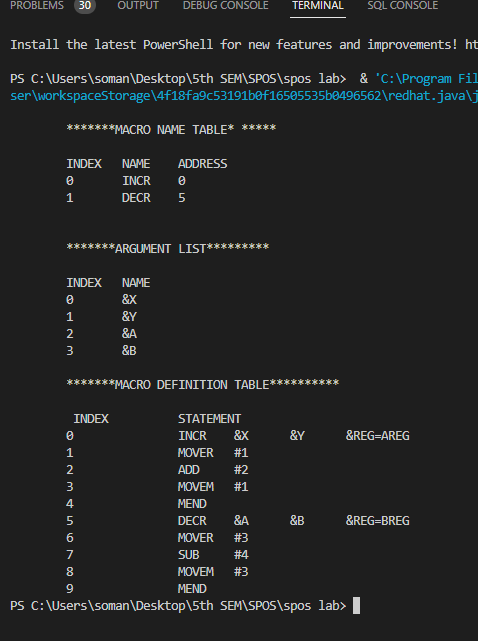 PROBLEMS 30 OUTPUT DEBUG CONSOLE TERMINAL SQL CONSOLE
Install the latest PowerShell for new features and improvements! ht
PS C:\Users\soman\Desktop\5th SEM\SPOS\spos lab> & 'C:\Program Fil
ser\workspaceStorage\4f18fa9c53191b0f16505535b0496562\redhat.java\j
*******MACRO NAME TABLE* *****
INDEX NAME ADDRESS
0 INCR 0
1 DECR 5
*******ARGUMENT LIST*********
INDEX NAME
0 &X
1 &Y
2 &A
3 &B
*******MACRO DEFINITION TABLE**********
INDEX STATEMENT
0 INCR &X &Y &REG=AREG
1 MOVER #1
2 ADD #2
3 MOVEM #1
4 MEND
5 DECR &A &B &REG=BREG
6 MOVER #3
7 SUB #4
8 MOVEM #3
9 MEND
PS C:\Users\soman\Desktop\5th SEM\SPOS\spos lab>